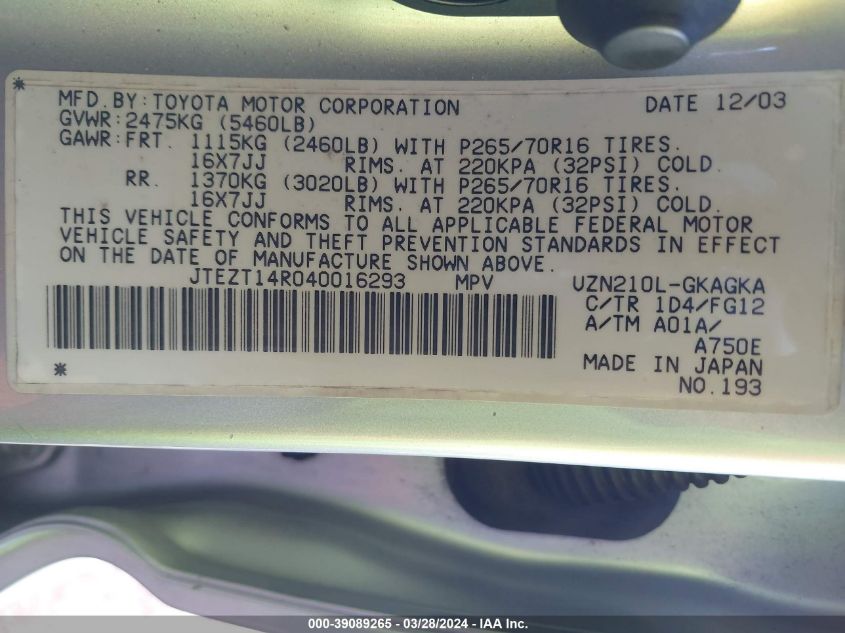 MFD.BY:TOYOTA MOTOR CORPORATION DATE 12/03
GVWR:2475KG (5460LB)
GAWR:FRT. 1115KG (2460LB) WITH P265/70R16 TIRES.
16X7JJ RIMS. AT 220KPA (32PSI) COLD.
RR. 1370KG (3020LB) WITH P265/70R16 TIRES.
16X7JJ RIMS. AT 220KPA (32PSI) COLD.
THIS VEHICLE CONFORMS TO ALL APPLICABLE FEDERAL MOTOR
VEHICLE SAFETY AND THEFT PREVENTION STANDARDS IN EFFECT
ON THE DATE OF MANUFACTURE SHOWN ABOVE.
JTEZT14R040016293 MPV UZN210L-GKAGKA
C/TR 1D4/FG12
A/TM A01A/
A750E
MADE IN JAPAN
NO.193
000-39089265 - 03/28/2024 - IAA Inc.